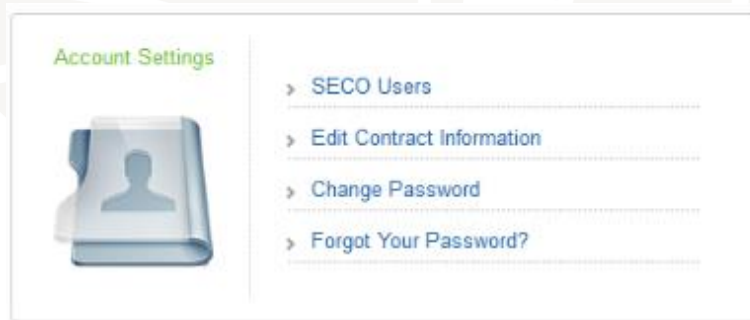 Account Settings
SECO Users
Edit Contract Information
Change Password
Forgot Your Password?